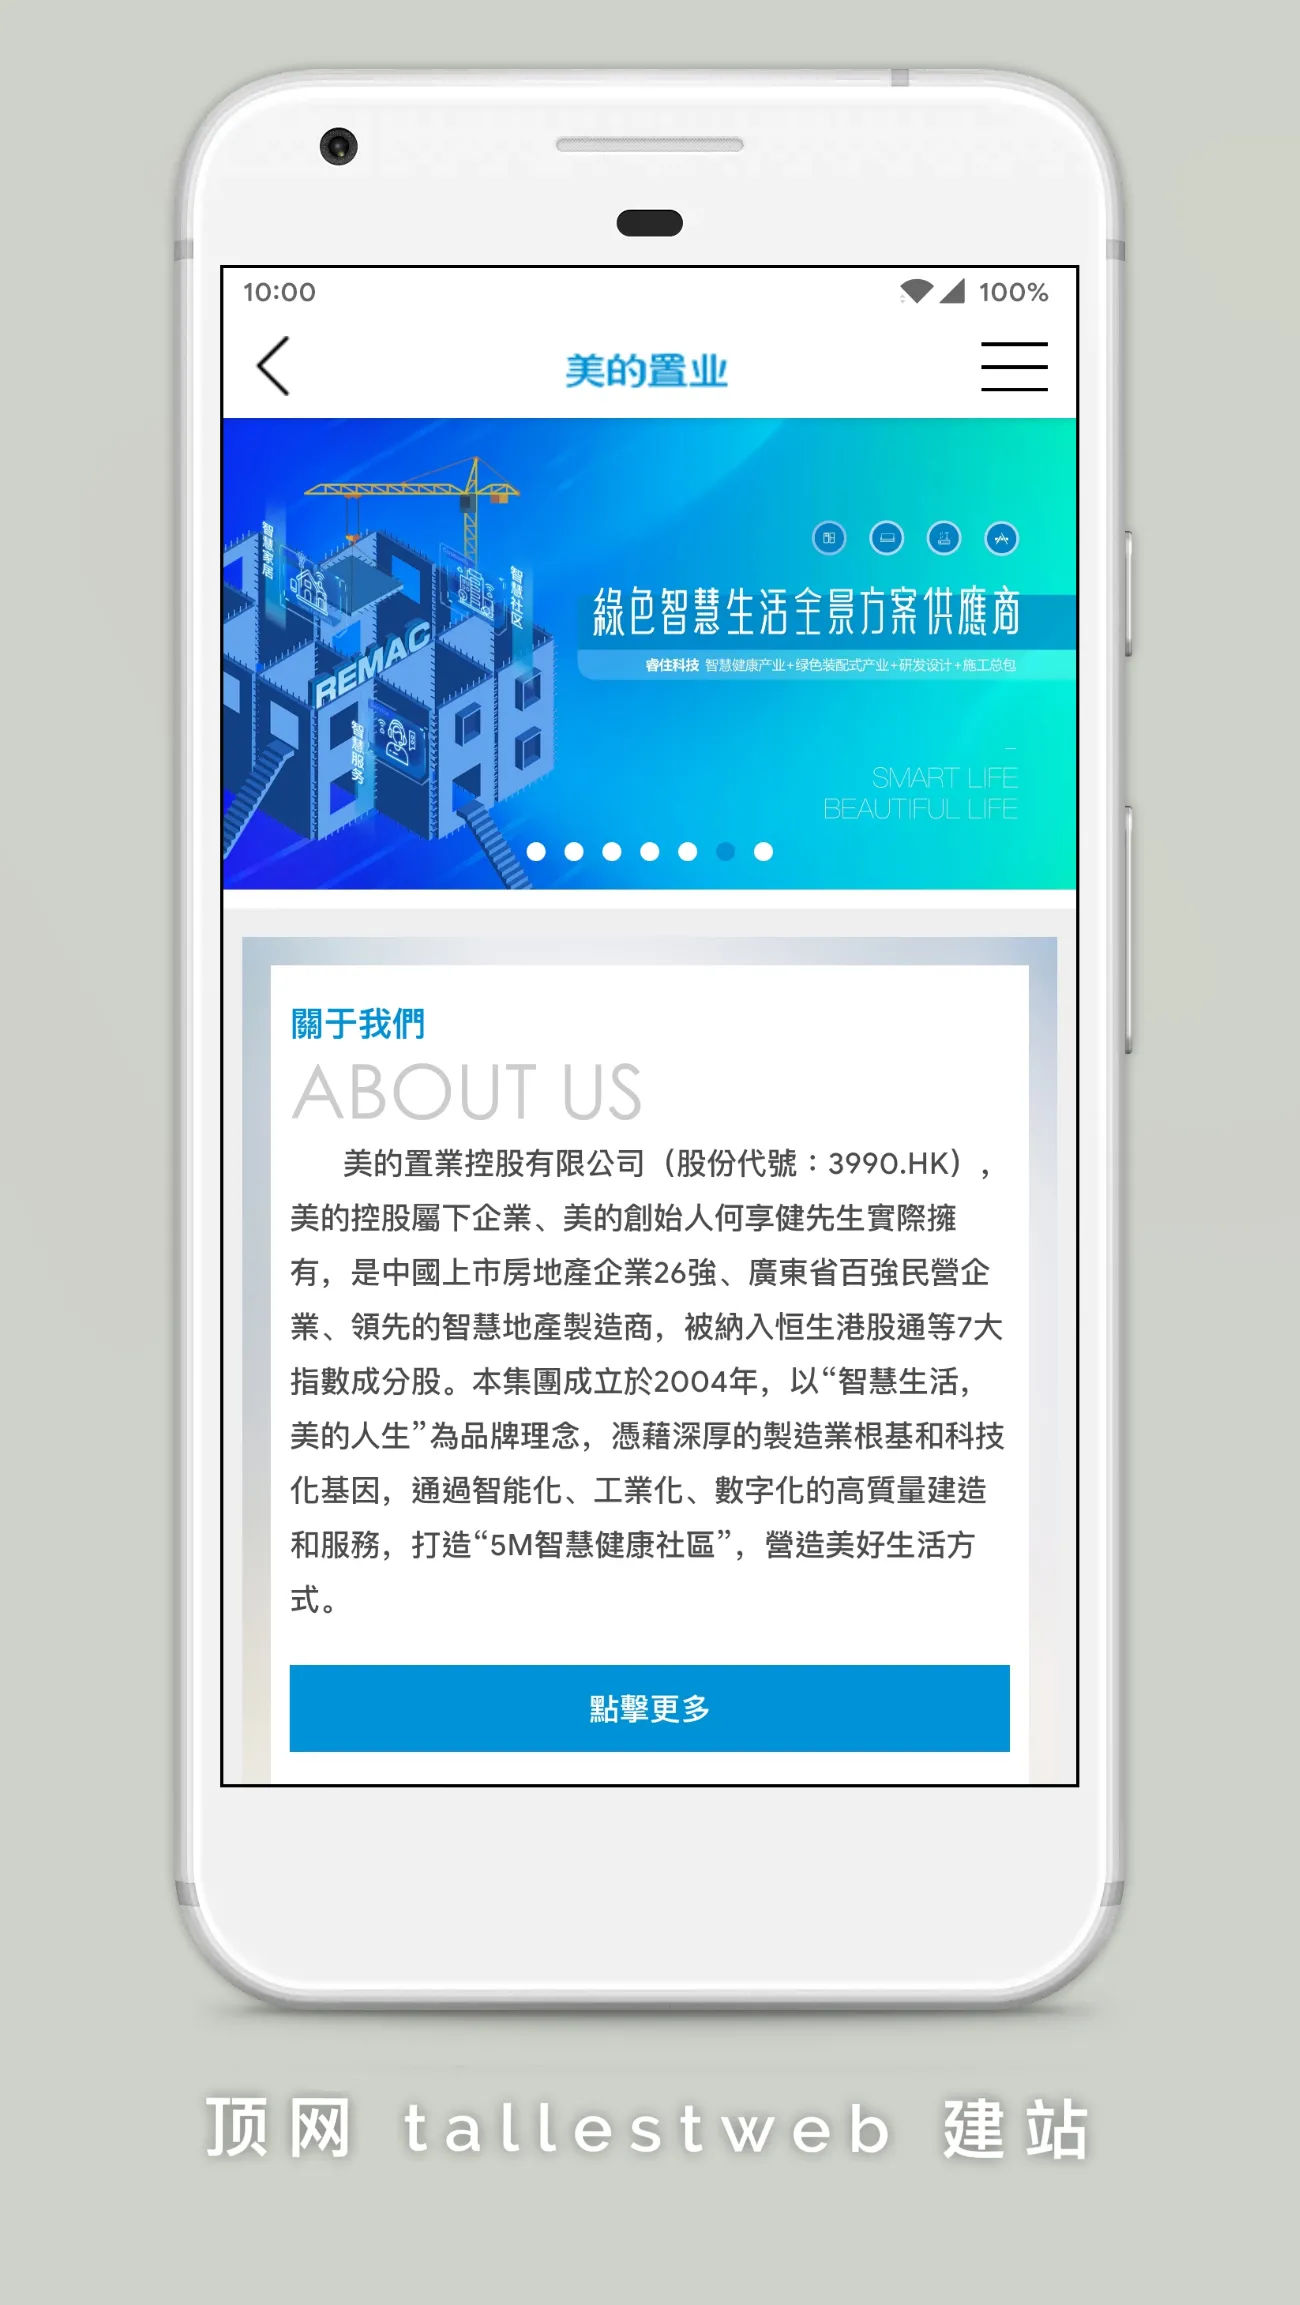 10:00 100%
美的置业
智慧家居
智慧社区
綠色智慧生活全景方案供應商
睿住科技 智慧健康产业+绿色装配式产业+研发设计+施工总包
REMAC
智慧服务
SMART LIFE
BEAUTIFUL LIFE
關于我們
ABOUT US
美的置業控股有限公司（股份代號：3990.HK），
美的控股屬下企業、美的創始人何享健先生實際擁
有，是中國上市房地產企業26強、廣東省百強民營企
業、領先的智慧地產製造商，被納入恒生港股通等7大
指數成分股。本集團成立於2004年，以“智慧生活，
美的人生”為品牌理念，憑藉深厚的製造業根基和科技
化基因，通過智能化、工業化、數字化的高質量建造
和服務，打造“5M智慧健康社區”，營造美好生活方
式。
點擊更多
顶网 tallestweb 建站